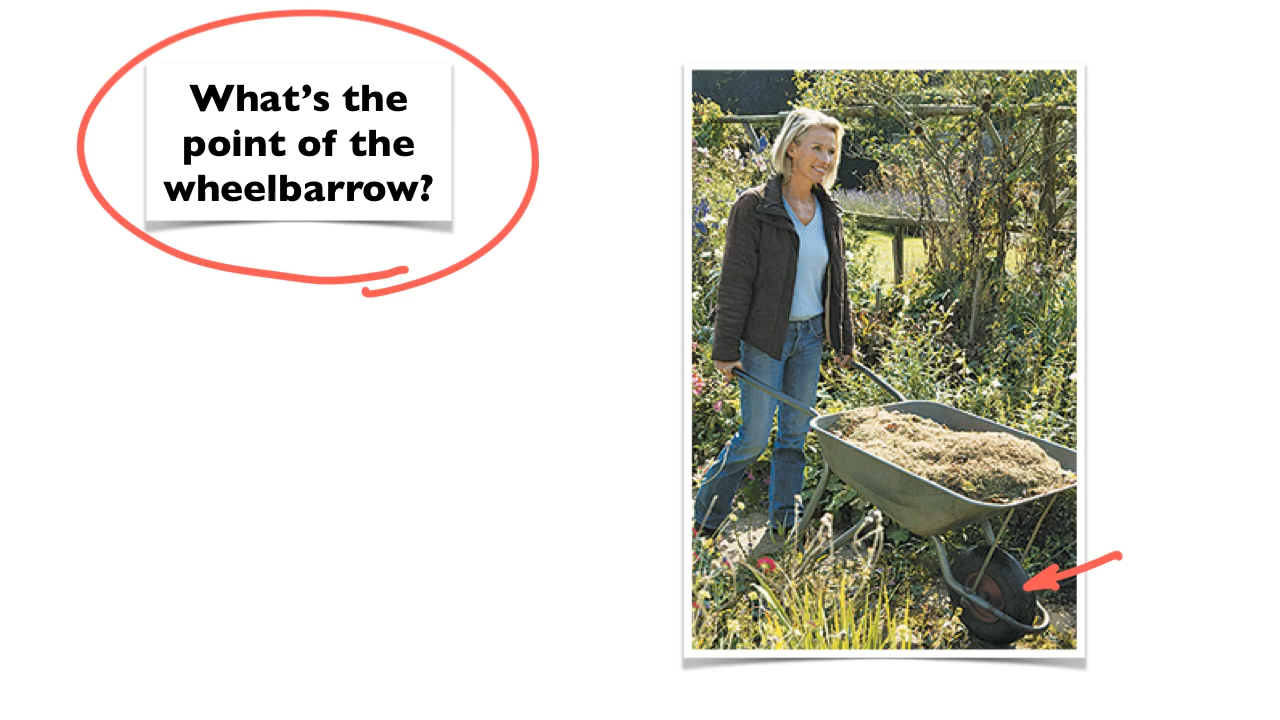 What’s the
point of the
wheelbarrow?